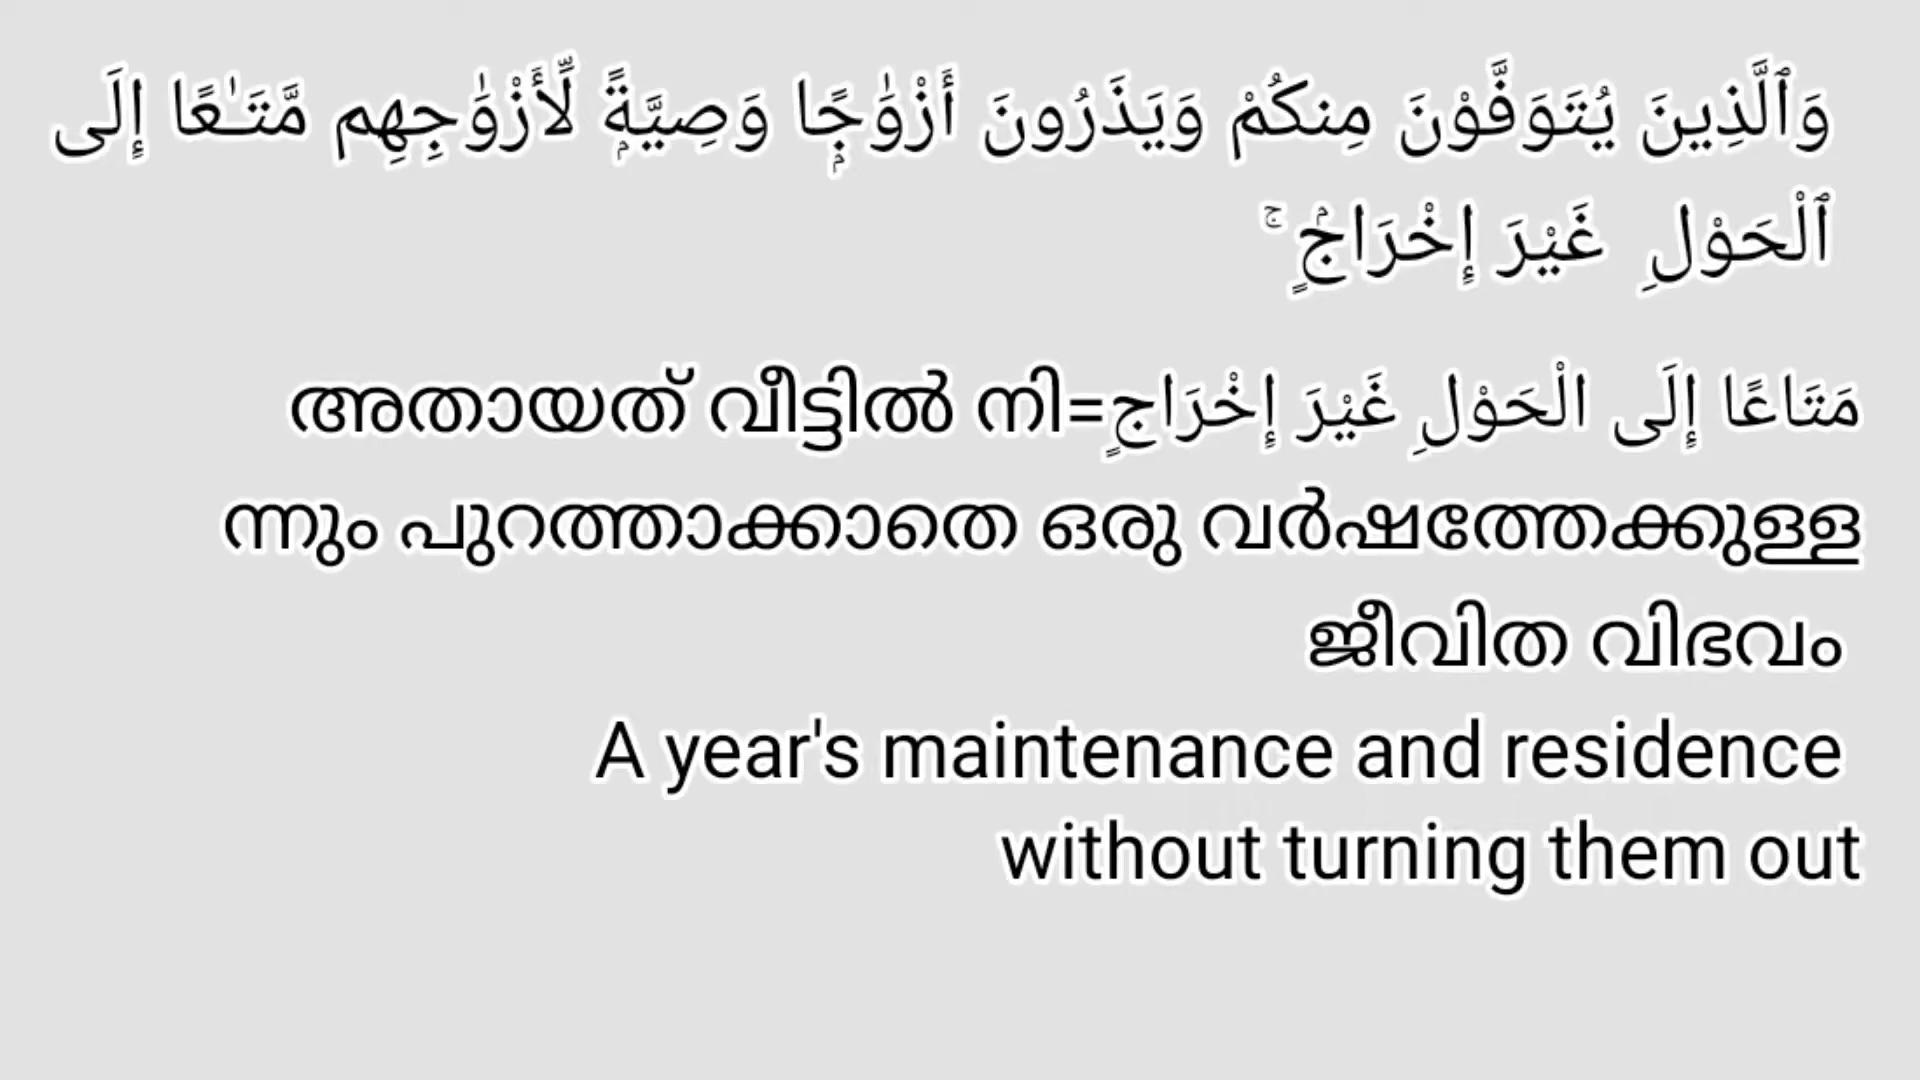 وَٱلَّذِينَ يُتَوَفَّوْنَ مِنكُمْ وَيَذَرُونَ أَزْوَٰجًۭا وَصِيَّةًۭ لِّأَزْوَٰجِهِم مَّتَـٰعًا إِلَى
ٱلْحَوْلِ غَيْرَ إِخْرَاجٍۢ ۚ
مَتَاعًا إِلَى الْحَوْلِ غَيْرَ إِخْرَاجٍ=അതായത് വീട്ടിൽ നി
ന്നും പുറത്താക്കാതെ ഒരു വർഷത്തേക്കുള്ള
ജീവിത വിഭവം
A year's maintenance and residence
without turning them out